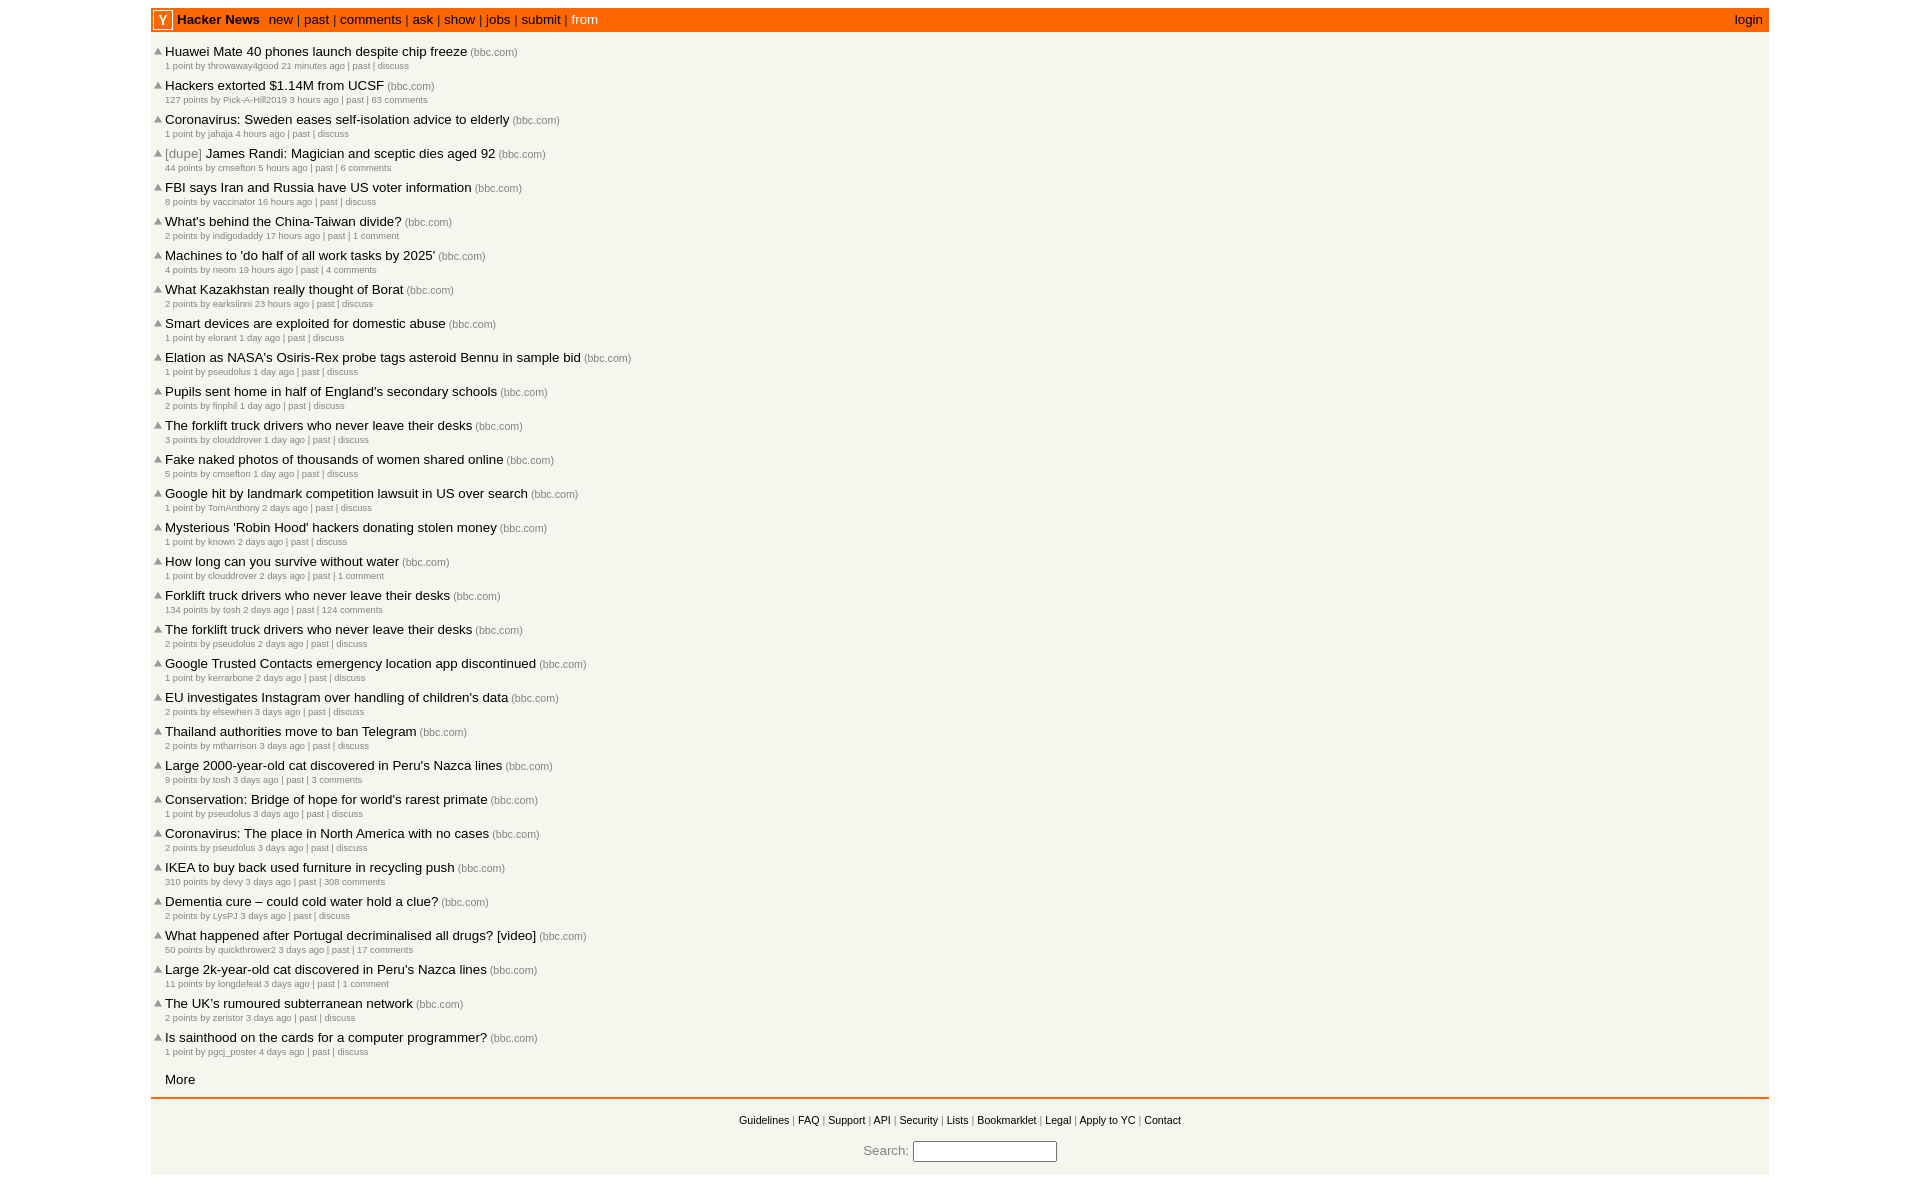 Y Hacker News new | past | comments | ask | show | jobs | submit | from login
Huawei Mate 40 phones launch despite chip freeze (bbc.com)
1 point by throwaway4good 21 minutes ago | past | discuss
Hackers extorted $1.14M from UCSF (bbc.com)
127 points by Pick-A-Hill2019 3 hours ago | past | 63 comments
Coronavirus: Sweden eases self-isolation advice to elderly (bbc.com)
1 point by jahaja 4 hours ago | past | discuss
[dupe] James Randi: Magician and sceptic dies aged 92 (bbc.com)
44 points by cmsefton 5 hours ago | past | 6 comments
FBI says Iran and Russia have US voter information (bbc.com)
8 points by vaccinator 16 hours ago | past | discuss
What's behind the China-Taiwan divide? (bbc.com)
2 points by indigodaddy 17 hours ago | past | 1 comment
Machines to 'do half of all work tasks by 2025' (bbc.com)
4 points by neom 19 hours ago | past | 4 comments
What Kazakhstan really thought of Borat (bbc.com)
2 points by earksiinni 23 hours ago | past | discuss
Smart devices are exploited for domestic abuse (bbc.com)
1 point by elorant 1 day ago | past | discuss
Elation as NASA's Osiris-Rex probe tags asteroid Bennu in sample bid (bbc.com)
1 point by pseudolus 1 day ago | past | discuss
Pupils sent home in half of England's secondary schools (bbc.com)
2 points by finphil 1 day ago | past | discuss
The forklift truck drivers who never leave their desks (bbc.com)
3 points by clouddrover 1 day ago | past | discuss
Fake naked photos of thousands of women shared online (bbc.com)
5 points by cmsefton 1 day ago | past | discuss
Google hit by landmark competition lawsuit in US over search (bbc.com)
1 point by TomAnthony 2 days ago | past | discuss
Mysterious 'Robin Hood' hackers donating stolen money (bbc.com)
1 point by known 2 days ago | past | discuss
How long can you survive without water (bbc.com)
1 point by clouddrover 2 days ago | past | 1 comment
Forklift truck drivers who never leave their desks (bbc.com)
134 points by tosh 2 days ago | past | 124 comments
The forklift truck drivers who never leave their desks (bbc.com)
2 points by pseudolus 2 days ago | past | discuss
Google Trusted Contacts emergency location app discontinued (bbc.com)
1 point by kerrarbone 2 days ago | past | discuss
EU investigates Instagram over handling of children's data (bbc.com)
2 points by elsewhen 3 days ago | past | discuss
Thailand authorities move to ban Telegram (bbc.com)
2 points by mtharrison 3 days ago | past | discuss
Large 2000-year-old cat discovered in Peru's Nazca lines (bbc.com)
9 points by tosh 3 days ago | past | 3 comments
Conservation: Bridge of hope for world's rarest primate (bbc.com)
1 point by pseudolus 3 days ago | past | discuss
Coronavirus: The place in North America with no cases (bbc.com)
2 points by pseudolus 3 days ago | past | discuss
IKEA to buy back used furniture in recycling push (bbc.com)
310 points by devy 3 days ago | past | 308 comments
Dementia cure – could cold water hold a clue? (bbc.com)
2 points by LysPJ 3 days ago | past | discuss
What happened after Portugal decriminalised all drugs? [video] (bbc.com)
50 points by quickthrower2 3 days ago | past | 17 comments
Large 2k-year-old cat discovered in Peru's Nazca lines (bbc.com)
11 points by longdefeat 3 days ago | past | 1 comment
The UK’s rumoured subterranean network (bbc.com)
2 points by zeristor 3 days ago | past | discuss
Is sainthood on the cards for a computer programmer? (bbc.com)
1 point by pgcj_poster 4 days ago | past | discuss
More
Guidelines | FAQ | Support | API | Security | Lists | Bookmarklet | Legal | Apply to YC | Contact
Search: